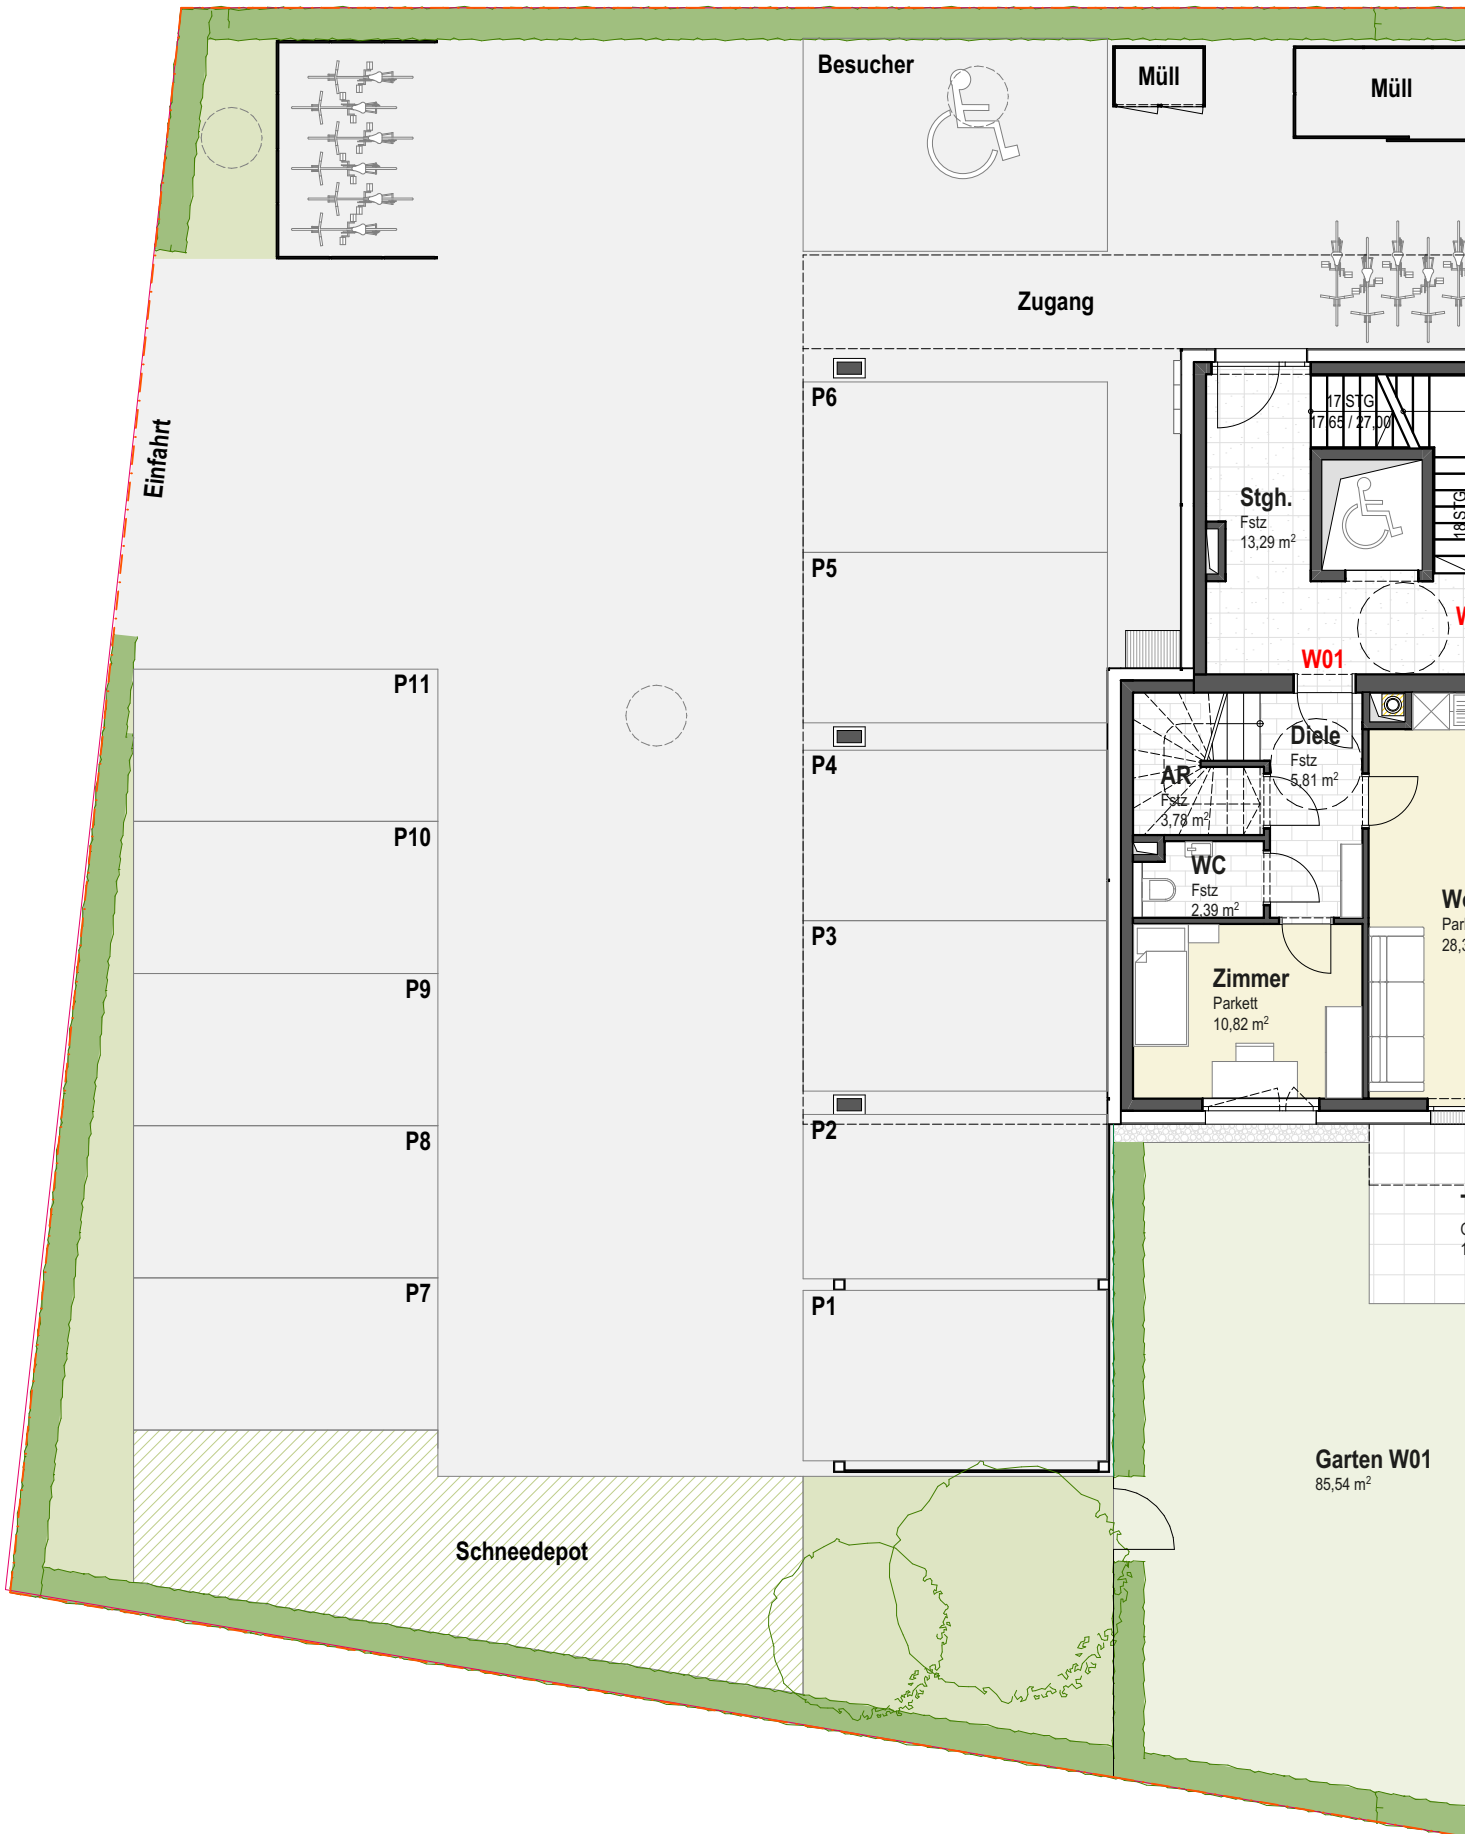 Besucher
Müll
Müll
Zugang
P6
Einfahrt
17 STG
17,65 / 27,00
Stgh.
Fstz
13,29 m²
18 STG
P5
W01
P11
Diele
Fstz
5,81 m²
P4
AR
Fstz
3,78 m²
P10
WC
Fstz
2,39 m²
P3
P9
Zimmer
Parkett
10,82 m²
P2
P8
P7
P1
Garten W01
85,54 m²
Schneedepot